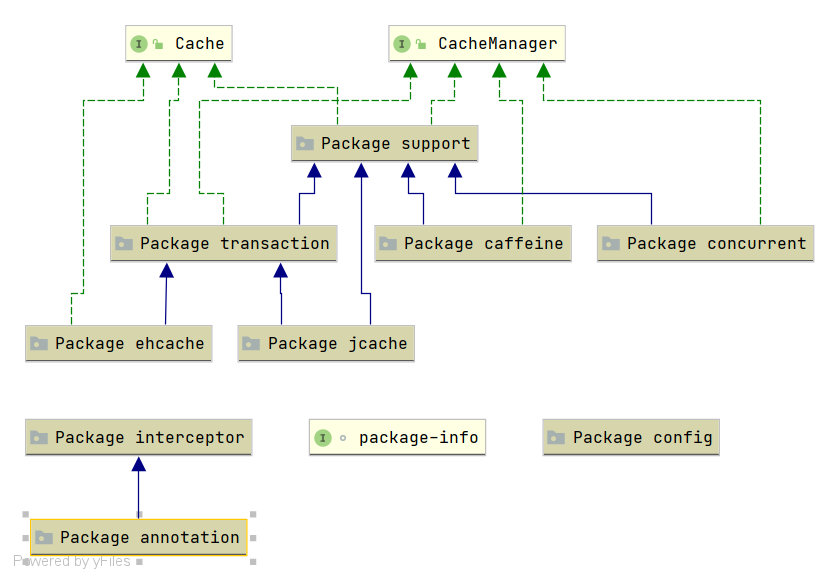 I Cache
I CacheManager
Package support
Package transaction
Package caffeine
Package concurrent
Package ehcache
Package jcache
Package interceptor
I package-info
Package config
Package annotation
Powered by yFiles